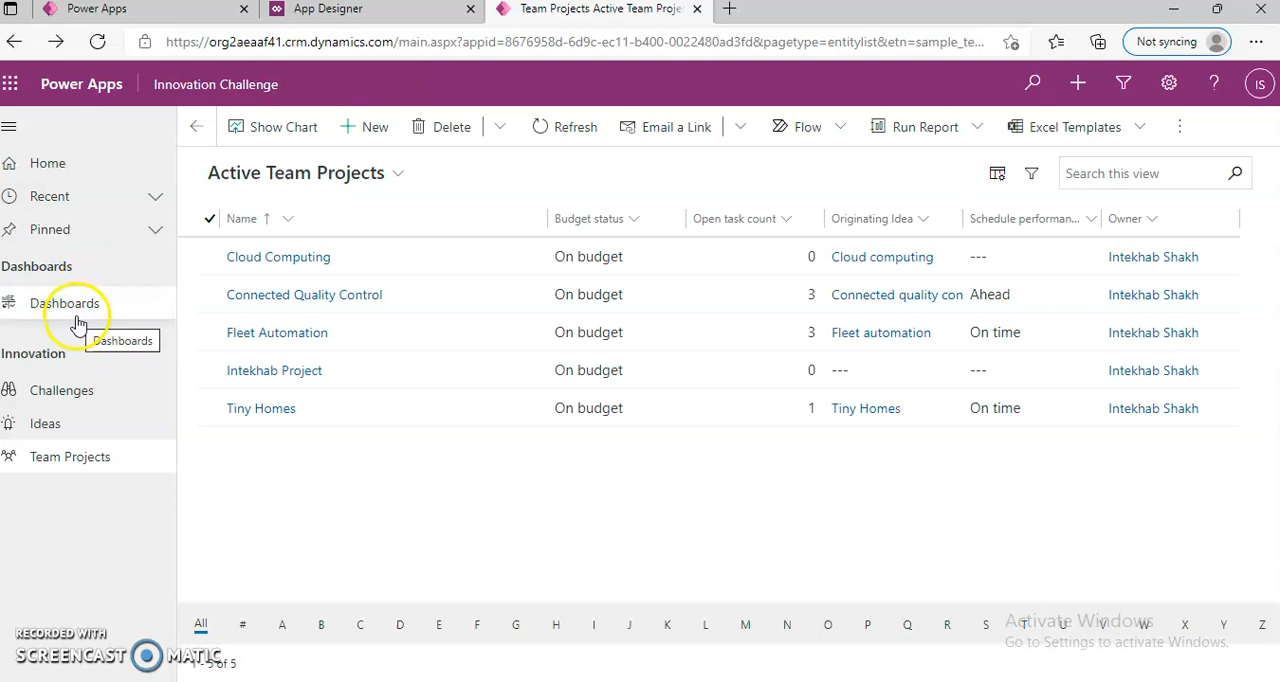 Power Apps
App Designer
Team Projects Active Team Proje
https://org2aeaaf41.crm.dynamics.com/main.aspx?appid=8676958d-6d9c-ec11-b400-0022480ad3fd&pagetype=entitylist&etn=sample_te...
Not syncing
Power Apps
Innovation Challenge
IS
Show Chart
New
Delete
Refresh
Email a Link
Flow
Run Report
Excel Templates
Home
Recent
Pinned
Dashboards
Dashboards
Dashboards
Innovation
Challenges
Ideas
Team Projects
Active Team Projects
Search this view
Name ↑ Budget status Open task count Originating Idea Schedule performan... Owner
Cloud Computing On budget 0 Cloud computing --- Intekhab Shakh
Connected Quality Control On budget 3 Connected quality con Ahead Intekhab Shakh
Fleet Automation On budget 3 Fleet automation On time Intekhab Shakh
Intekhab Project On budget 0 --- --- Intekhab Shakh
Tiny Homes On budget 1 Tiny Homes On time Intekhab Shakh
All # A B C D E F G H I J K L M N O P Q R S T U V W X Y Z
Activate Windows
Go to Settings to activate Windows.
RECORDED WITH
SCREENCAST MATIC
1 - 5 of 5